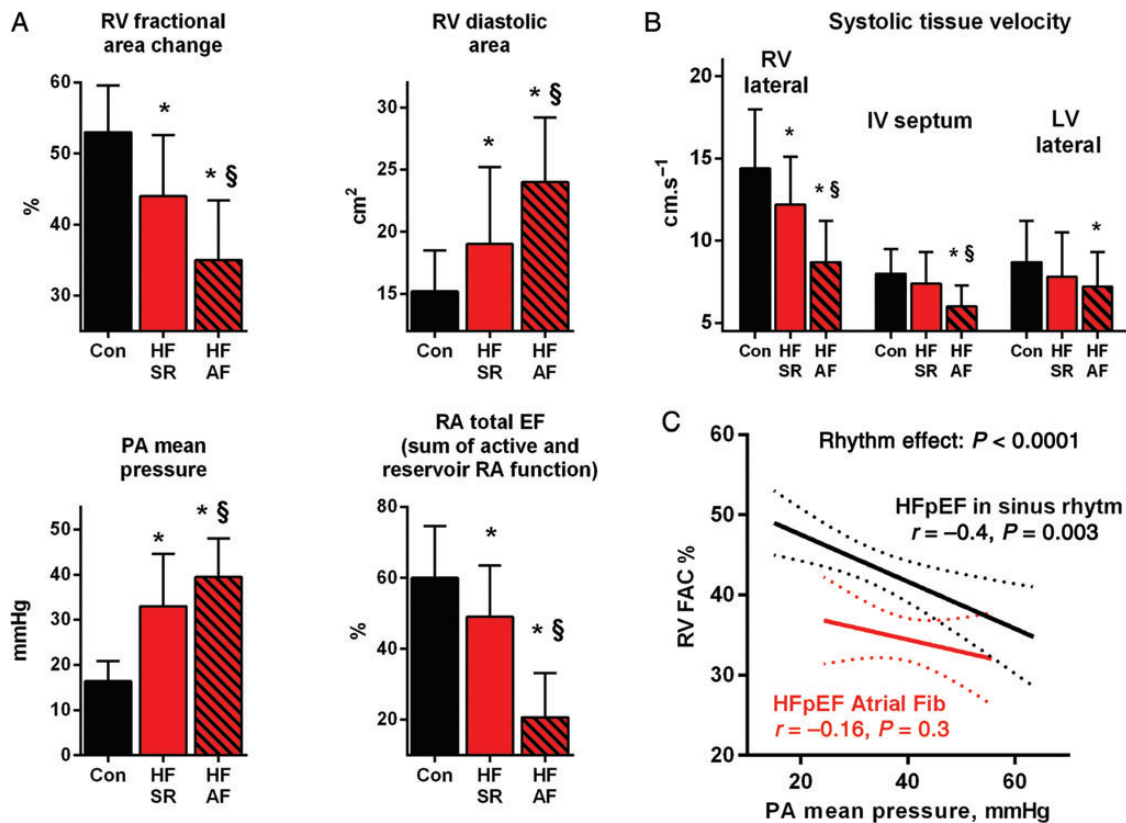 A
RV fractional
area change
60
50
40
30
%
*
* §
Con
HF
SR
HF
AF
RV diastolic
area
30
25
20
15
cm²
*
* §
Con
HF
SR
HF
AF
PA mean
pressure
50
40
30
20
10
0
mmHg
*
* §
Con
HF
SR
HF
AF
RA total EF
(sum of active and
reservoir RA function)
80
60
40
20
%
*
* §
Con
HF
SR
HF
AF
B
Systolic tissue velocity
20
15
10
5
cm.s⁻¹
RV
lateral
*
* §
Con
HF
SR
HF
AF
IV septum
* §
Con
HF
SR
HF
AF
LV
lateral
*
Con
HF
SR
HF
AF
C
60
50
40
30
20
RV FAC %
Rhythm effect: P < 0.0001
HFpEF in sinus rhytm
r = –0.4, P = 0.003
HFpEF Atrial Fib
r = –0.16, P = 0.3
20
40
60
PA mean pressure, mmHg